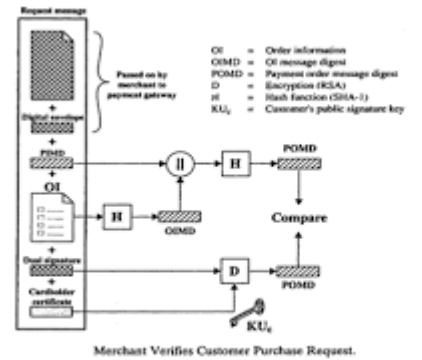 Request message
Passed on by
merchant to
payment gateway
OI = Order information
OIMD = OI message digest
POMD = Payment order message digest
D = Encryption (RSA)
H = Hash function (SHA-1)
KUc = Customer's public signature key
+
Digital envelope
+
PIMD
+
OI
||
H
POMD
H
OIMD
Compare
+
Dual signature
D
POMD
+
Cardholder
certificate
KUc
Merchant Verifies Customer Purchase Request.